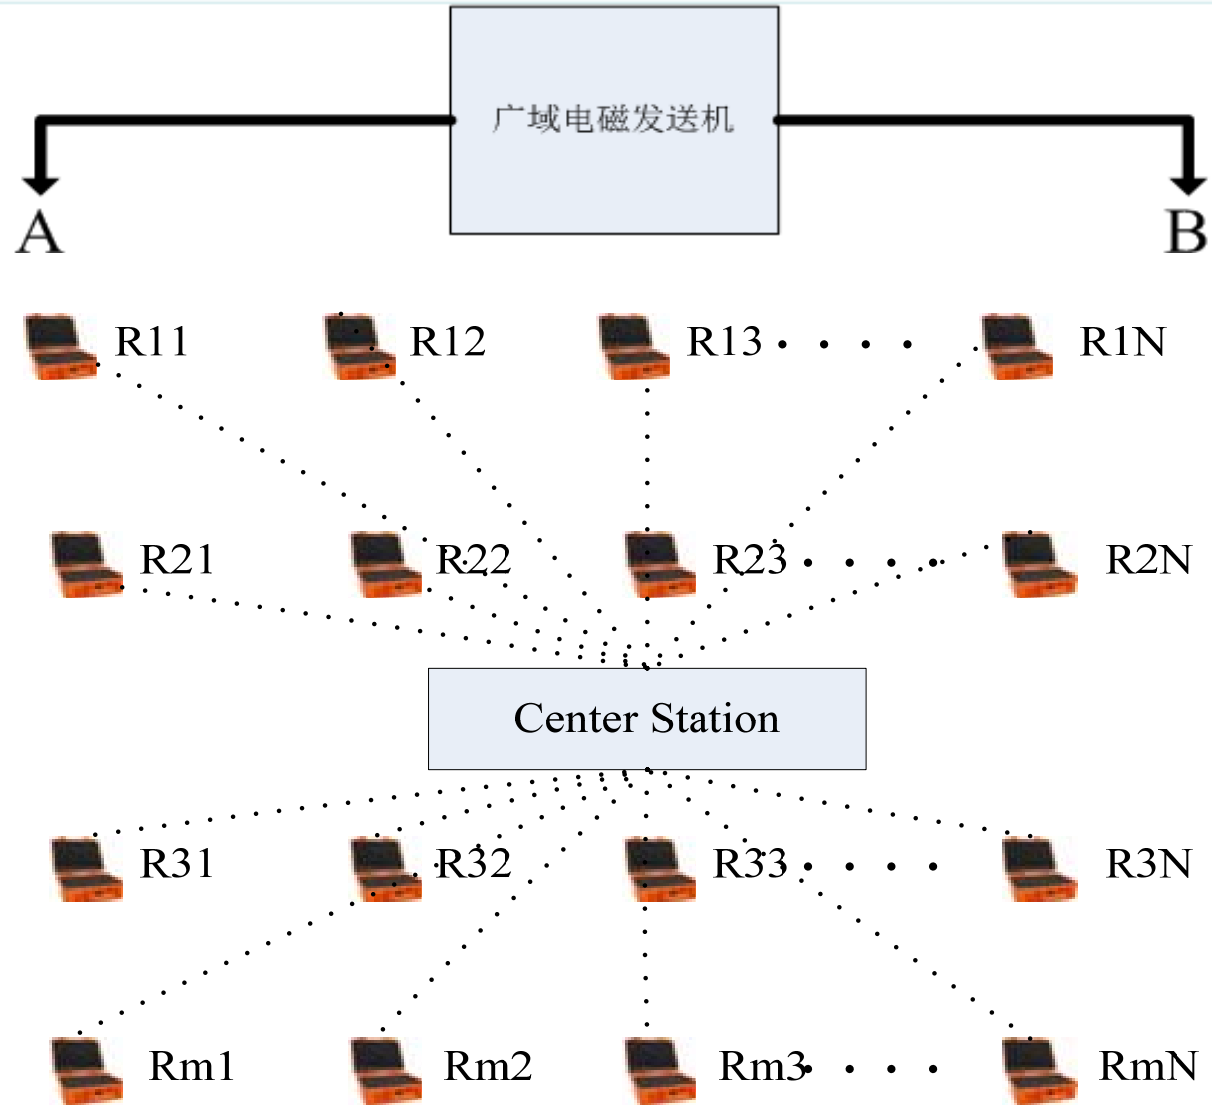 广域电磁发送机
A B
R11 R12 R13 R1N
R21 R22 R23 R2N
Center Station
R31 R32 R33 R3N
Rm1 Rm2 Rm3 RmN